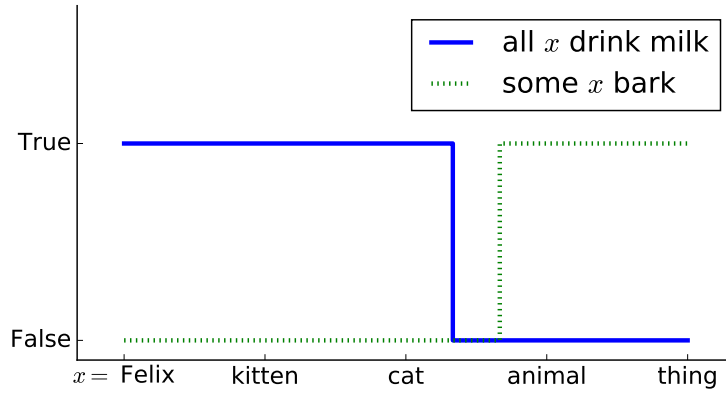 all x drink milk
some x bark
True
False
x = Felix kitten cat animal thing